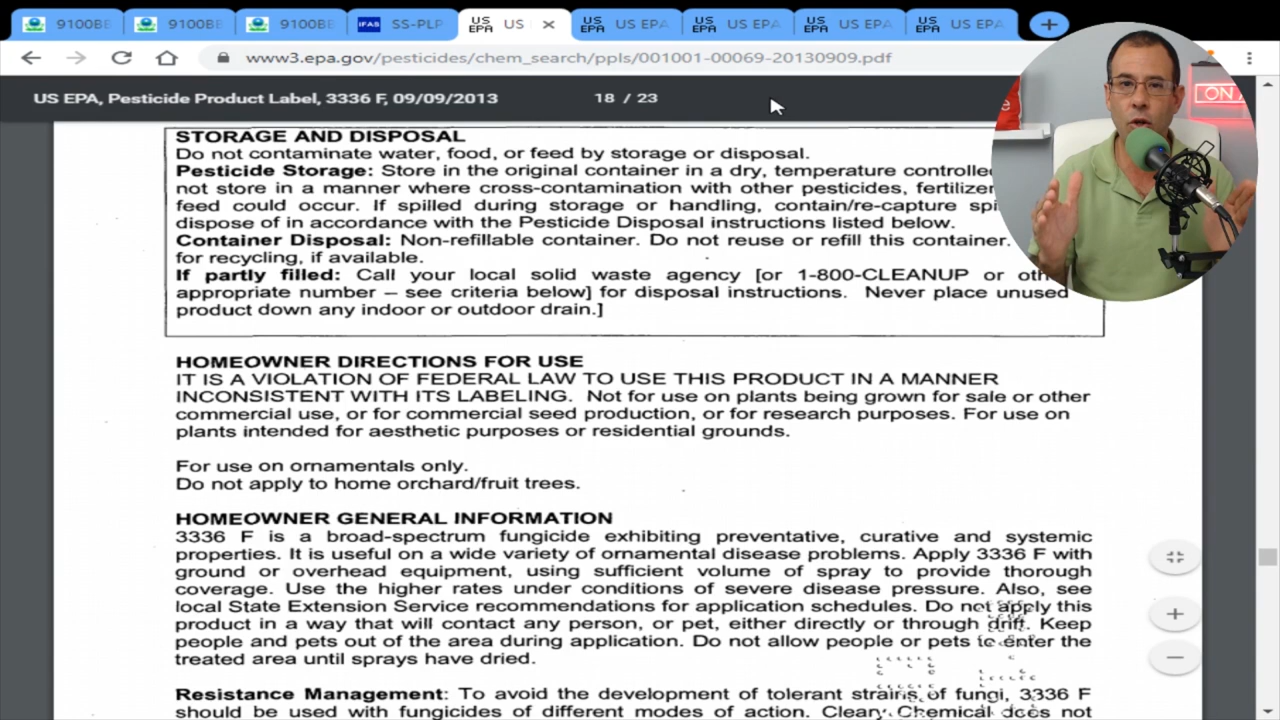 9100BE
9100BE
9100BE
IFAS SS-PLP
US EPA US
US EPA US EPA
US EPA US EPA
US EPA US EPA
US EPA US EPA
www3.epa.gov/pesticides/chem_search/ppls/001001-00069-20130909.pdf
ON
US EPA, Pesticide Product Label, 3336 F, 09/09/2013 18 / 23
STORAGE AND DISPOSAL
Do not contaminate water, food, or feed by storage or disposal.
Pesticide Storage: Store in the original container in a dry, temperature controlle
not store in a manner where cross-contamination with other pesticides, fertilizer
feed could occur. If spilled during storage or handling, contain/re-capture spi
dispose of in accordance with the Pesticide Disposal instructions listed below.
Container Disposal: Non-refillable container. Do not reuse or refill this container.
for recycling, if available.
If partly filled: Call your local solid waste agency [or 1-800-CLEANUP or oth
appropriate number – see criteria below] for disposal instructions. Never place unused
product down any indoor or outdoor drain.]
HOMEOWNER DIRECTIONS FOR USE
IT IS A VIOLATION OF FEDERAL LAW TO USE THIS PRODUCT IN A MANNER
INCONSISTENT WITH ITS LABELING. Not for use on plants being grown for sale or other
commercial use, or for commercial seed production, or for research purposes. For use on
plants intended for aesthetic purposes or residential grounds.
For use on ornamentals only.
Do not apply to home orchard/fruit trees.
HOMEOWNER GENERAL INFORMATION
3336 F is a broad-spectrum fungicide exhibiting preventative, curative and systemic
properties. It is useful on a wide variety of ornamental disease problems. Apply 3336 F with
ground or overhead equipment, using sufficient volume of spray to provide thorough
coverage. Use the higher rates under conditions of severe disease pressure. Also, see
local State Extension Service recommendations for application schedules. Do not apply this
product in a way that will contact any person, or pet, either directly or through drift. Keep
people and pets out of the area during application. Do not allow people or pets to enter the
treated area until sprays have dried.
Resistance Management: To avoid the development of tolerant strains of fungi, 3336 F
should be used with fungicides of different modes of action. Cleary Chemical does not